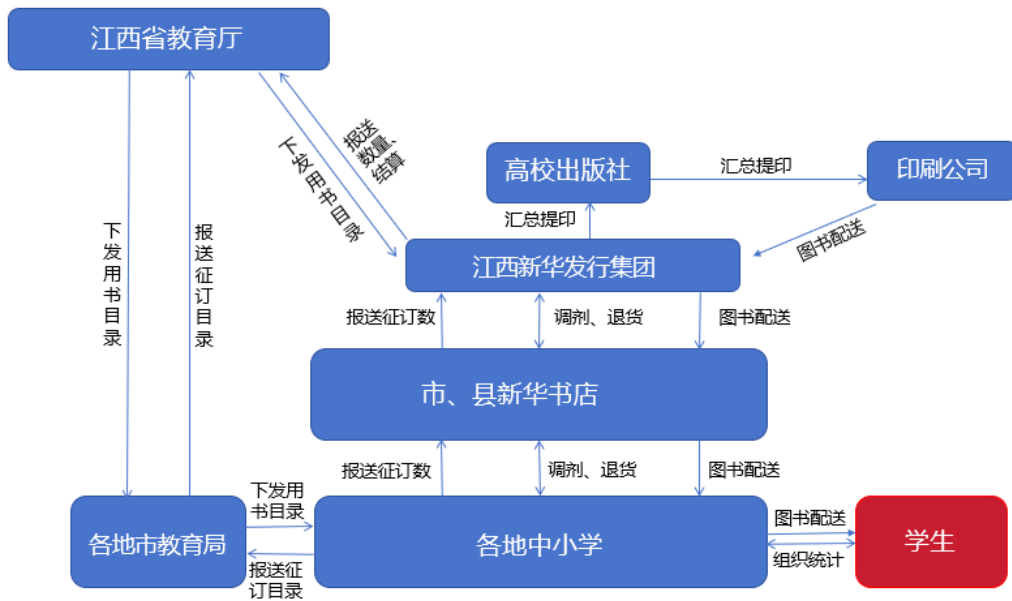 江西省教育厅
下发用书目录
报送征订目录
下发用书目录
报送
数量、
结算
高校出版社
汇总提印
印刷公司
汇总提印
图书配送
江西新华发行集团
报送征订数
调剂、退货
图书配送
市、县新华书店
报送征订数
调剂、退货
图书配送
各地市教育局
下发用
书目录
报送征
订目录
各地中小学
图书配送
组织统计
学生